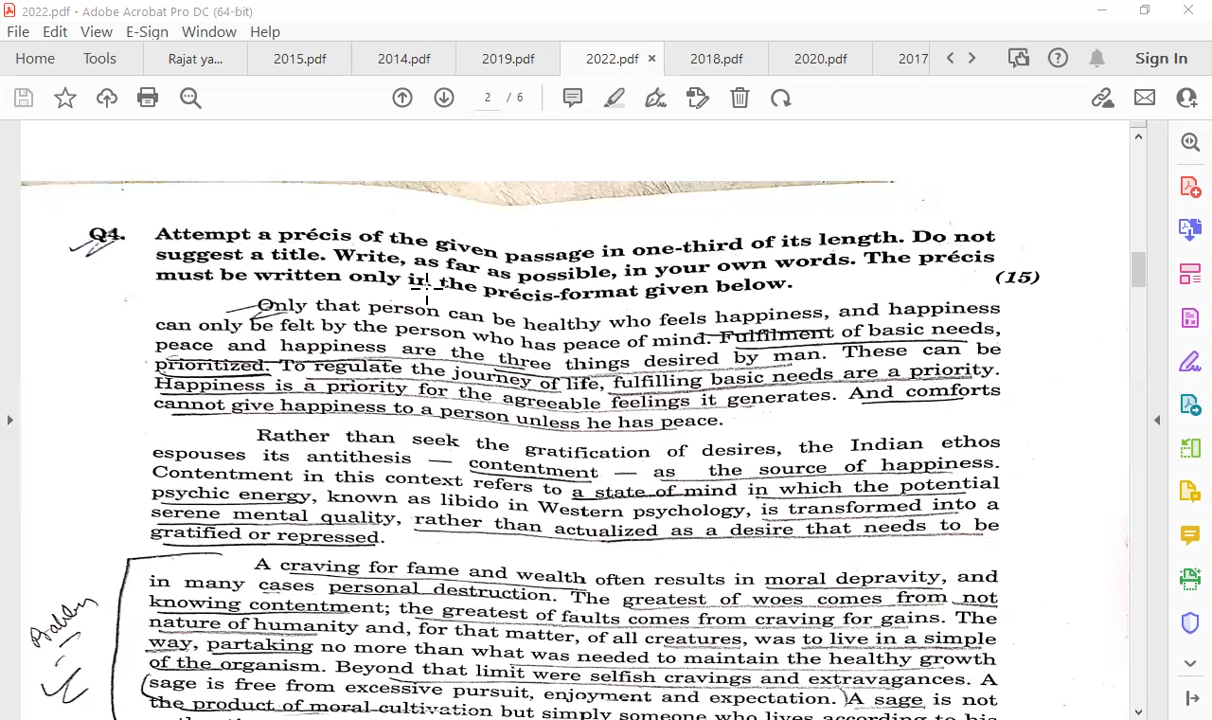 2022.pdf - Adobe Acrobat Pro DC (64-bit)
File Edit View E-Sign Window Help
Home Tools Rajat ya... 2015.pdf 2014.pdf 2019.pdf 2022.pdf × 2018.pdf 2020.pdf 2017 Sign In
2 / 6
Q4. Attempt a précis of the given passage in one-third of its length. Do not
suggest a title. Write, as far as possible, in your own words. The précis
must be written only in the précis-format given below. (15)
Only that person can be healthy who feels happiness, and happiness
can only be felt by the person who has peace of mind. Fulfilment of basic needs,
peace and happiness are the three things desired by man. These can be
prioritized. To regulate the journey of life, fulfilling basic needs are a priority.
Happiness is a priority for the agreeable feelings it generates. And comforts
cannot give happiness to a person unless he has peace.
Rather than seek the gratification of desires, the Indian ethos
espouses its antithesis — contentment — as the source of happiness.
Contentment in this context refers to a state of mind in which the potential
psychic energy, known as libido in Western psychology, is transformed into a
serene mental quality, rather than actualized as a desire that needs to be
gratified or repressed.
A craving for fame and wealth often results in moral depravity, and
in many cases personal destruction. The greatest of woes comes from not
knowing contentment; the greatest of faults comes from craving for gains. The
nature of humanity and, for that matter, of all creatures, was to live in a simple
way, partaking no more than what was needed to maintain the healthy growth
of the organism. Beyond that limit were selfish cravings and extravagances. A
sage is free from excessive pursuit, enjoyment and expectation. A sage is not
the product of moral cultivation but simply someone who lives according to his